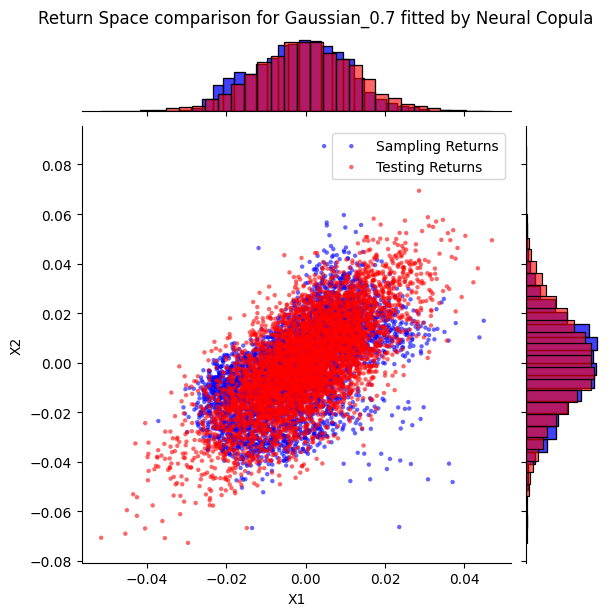 Return Space comparison for Gaussian_0.7 fitted by Neural Copula
Sampling Returns
Testing Returns
0.08
0.06
0.04
0.02
0.00
−0.02
−0.04
−0.06
−0.08
X2
−0.04
−0.02
0.00
0.02
0.04
X1